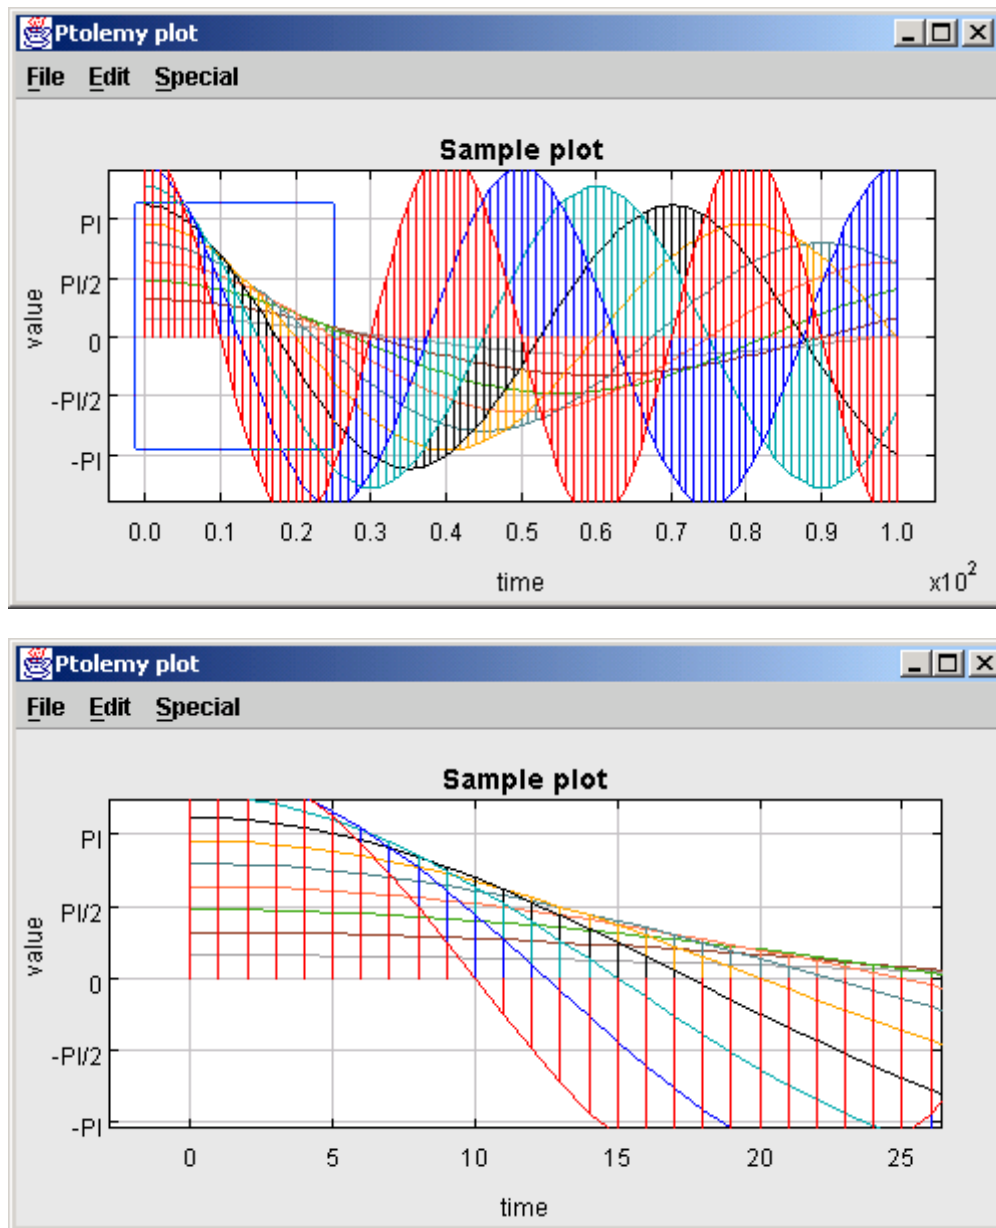 Ptolemy plot
File Edit Special
Sample plot
PI
PI/2
0
-PI/2
-PI
value
0.0 0.1 0.2 0.3 0.4 0.5 0.6 0.7 0.8 0.9 1.0
time
x10²
Ptolemy plot
File Edit Special
Sample plot
PI
PI/2
0
-PI/2
-PI
value
0 5 10 15 20 25
time